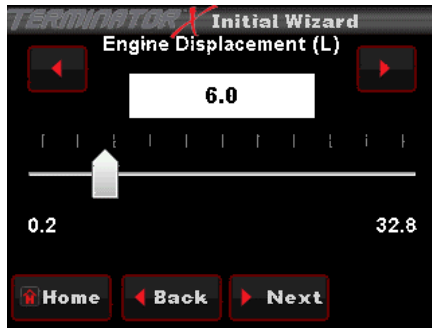 TERMINATOR X Initial Wizard
Engine Displacement (L)
6.0
0.2 32.8
Home Back Next